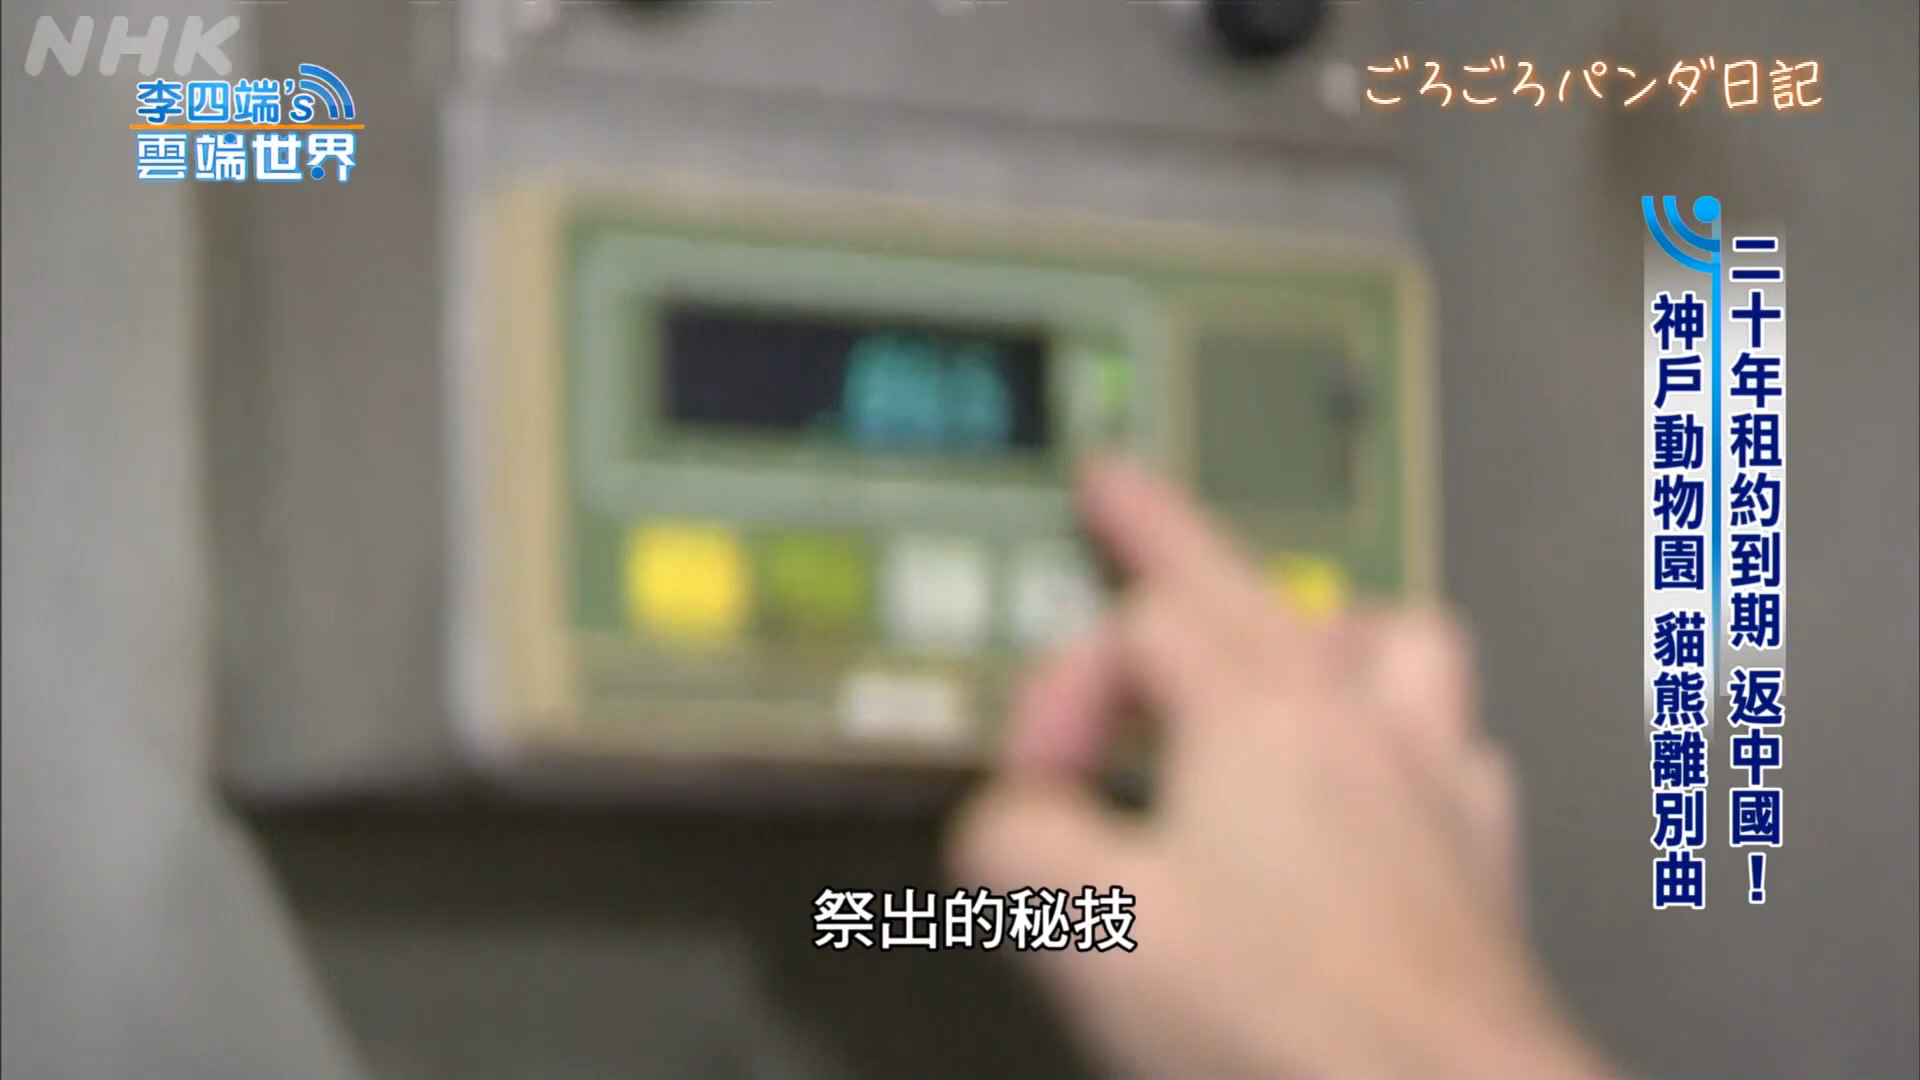 NHK
李四端's
雲端世界
ごろごろパンダ日記
二十年租約到期 返中國！
神戶動物園 貓熊離別曲
祭出的秘技